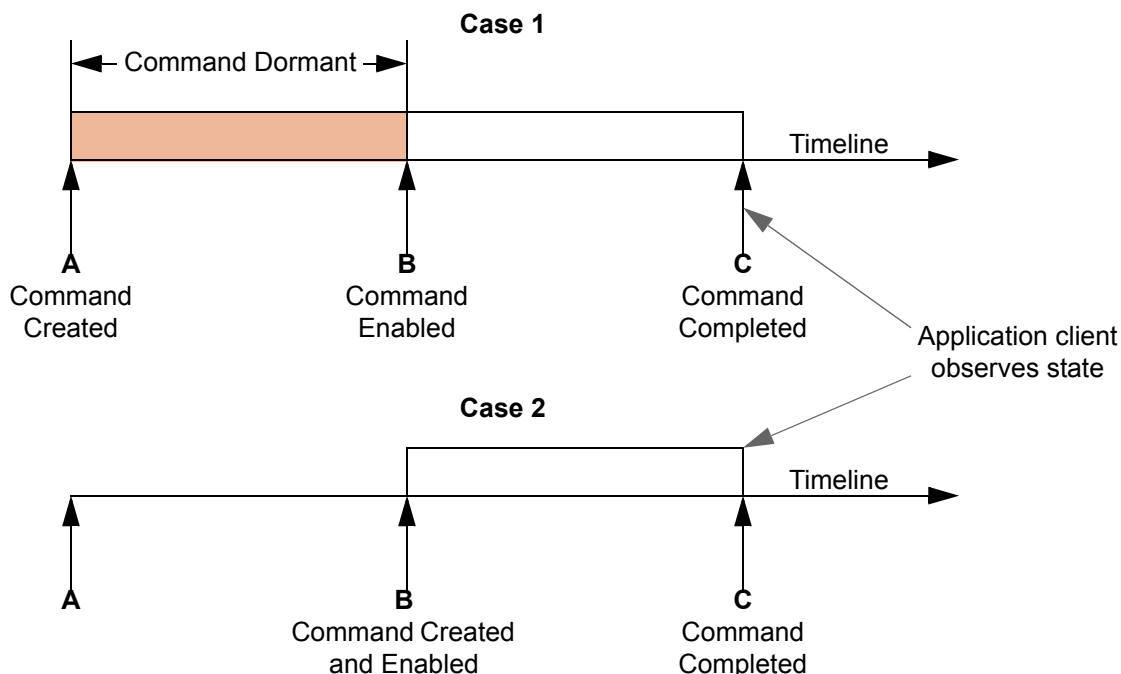 Case 1
Command Dormant
Timeline
A
Command
Created
B
Command
Enabled
C
Command
Completed
Application client
observes state
Case 2
Timeline
A
B
Command Created
and Enabled
C
Command
Completed